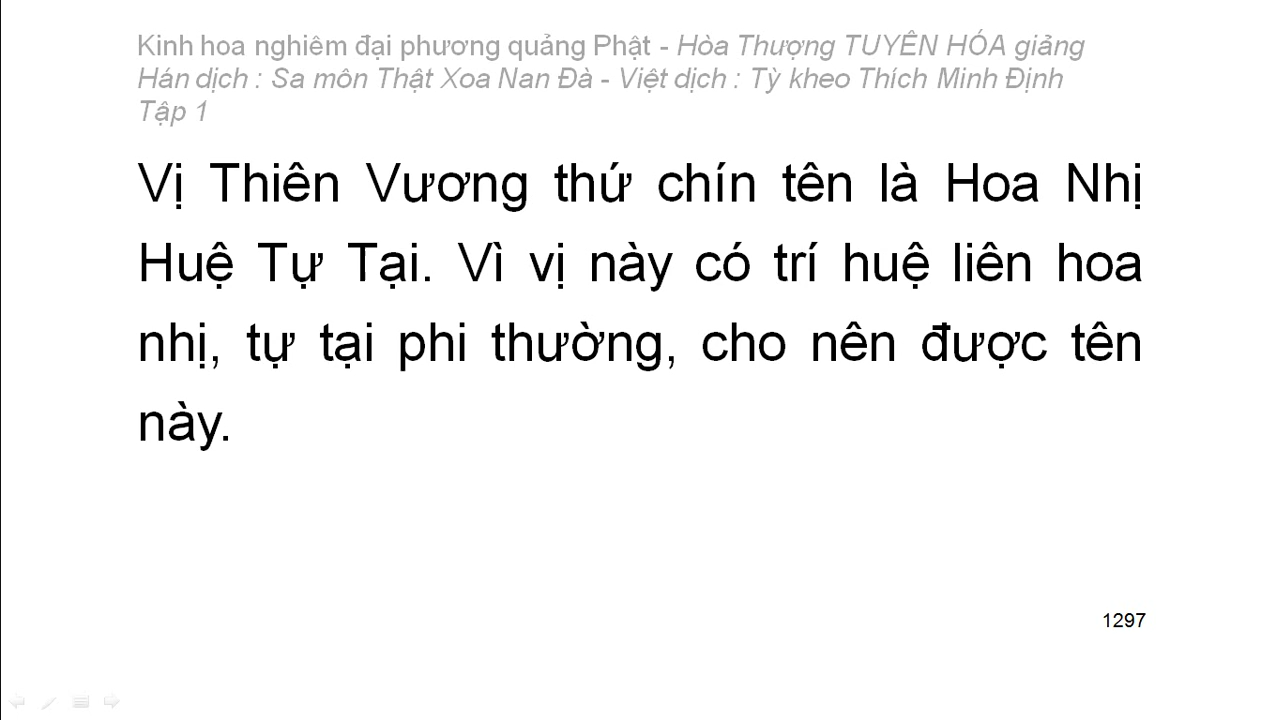 Kinh hoa nghiêm đại phương quảng Phật - Hòa Thượng TUYÊN HÓA giảng
Hán dịch : Sa môn Thật Xoa Nan Đà - Việt dịch : Tỳ kheo Thích Minh Định
Tập 1
Vị Thiên Vương thứ chín tên là Hoa Nhị
Huệ Tự Tại. Vì vị này có trí huệ liên hoa
nhị, tự tại phi thường, cho nên được tên
này.
1297